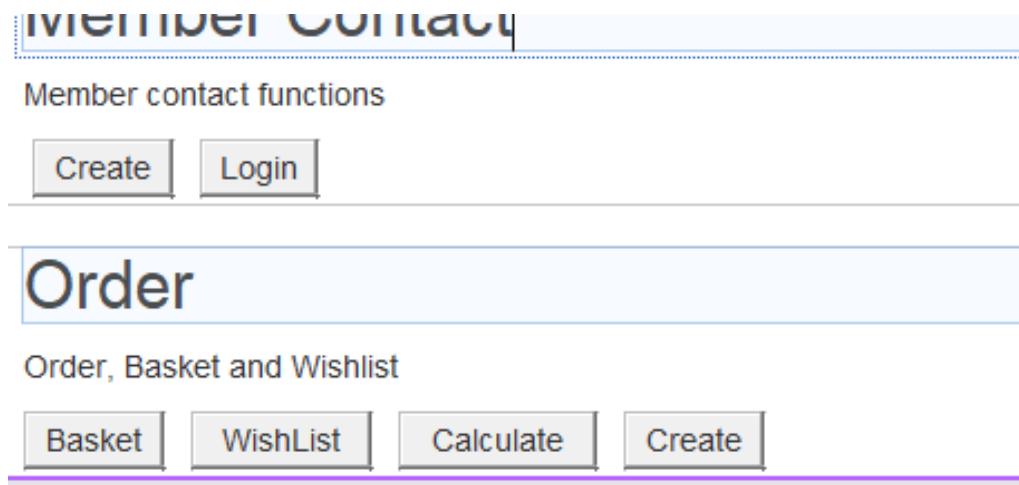 Member Contact
Member contact functions
Create Login
Order
Order, Basket and Wishlist
Basket WishList Calculate Create